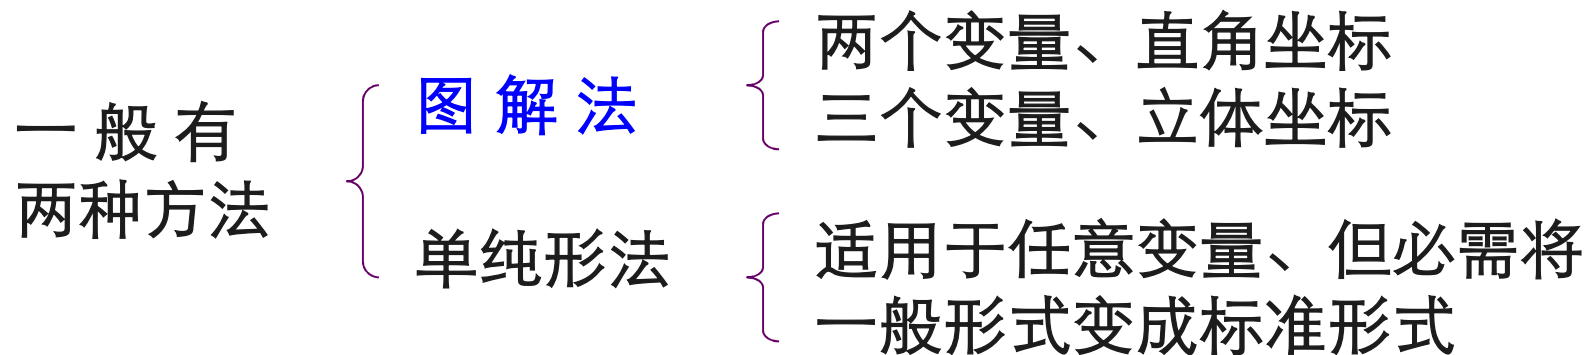 一般有
两种方法
图解法
两个变量、直角坐标
三个变量、立体坐标
单纯形法
适用于任意变量、但必需将
一般形式变成标准形式